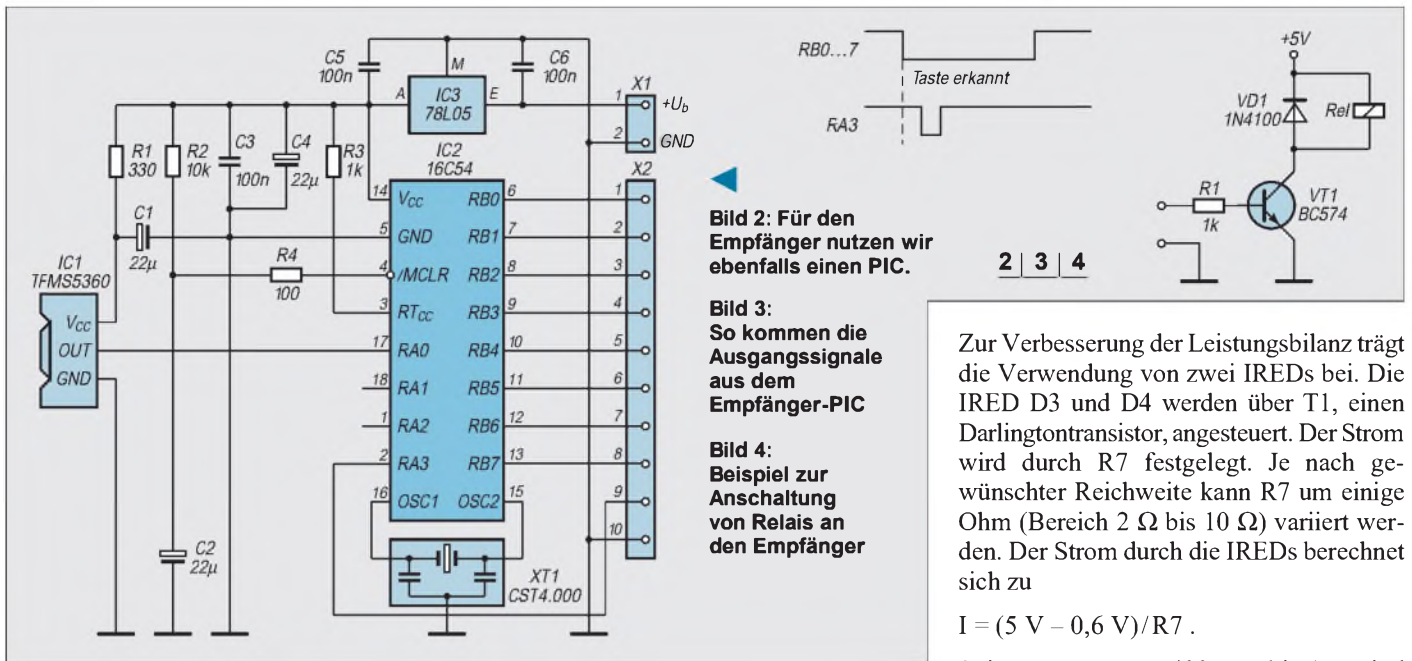 C5
100n
M
C6
100n
A
IC3
78L05
E
X1
1
+Ub
2
GND
R1
330
R2
10k
C3
100n
C4
22µ
R3
1k
IC2
16C54
X2
14
VCC
RB0
6
1
C1
22µ
5
GND
RB1
7
2
R4
100
4
/MCLR
RB2
8
3
IC1
TFMS5360
3
RTCC
RB3
9
4
VCC
OUT
GND
17
RA0
RB4
10
5
18
RA1
RB5
11
6
1
RA2
RB6
12
7
2
RA3
RB7
13
8
16
OSC1
OSC2
15
9
10
C2
22µ
XT1
CST4.000
RB0...7
Taste erkannt
RA3
+5V
VD1
1N4100
Rel
R1
1k
VT1
BC574
Bild 2: Für den
Empfänger nutzen wir
ebenfalls einen PIC.
2 | 3 | 4
Bild 3:
So kommen die
Ausgangssignale
aus dem
Empfänger-PIC
Bild 4:
Beispiel zur
Anschaltung
von Relais an
den Empfänger
Zur Verbesserung der Leistungsbilanz trägt
die Verwendung von zwei IREDs bei. Die
IRED D3 und D4 werden über T1, einen
Darlingtontransistor, angesteuert. Der Strom
wird durch R7 festgelegt. Je nach ge-
wünschter Reichweite kann R7 um einige
Ohm (Bereich 2 Ω bis 10 Ω) variiert wer-
den. Der Strom durch die IREDs berechnet
sich zu
I = (5 V – 0,6 V)/R7 .